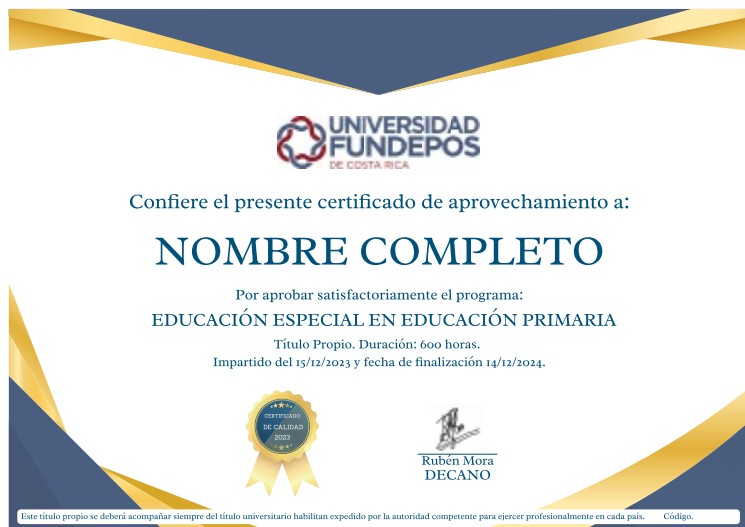 UNIVERSIDAD
FUNDEPOS
DE COSTA RICA
Confiere el presente certificado de aprovechamiento a:
NOMBRE COMPLETO
Por aprobar satisfactoriamente el programa:
EDUCACIÓN ESPECIAL EN EDUCACIÓN PRIMARIA
Título Propio. Duración: 600 horas.
Impartido del 15/12/2023 y fecha de finalización 14/12/2024.
CERTIFICADO
DE CALIDAD
2023
Rubén Mora
DECANO
Este título propio se deberá acompañar siempre del título universitario habilitan expedido por la autoridad competente para ejercer profesionalmente en cada país. Código.